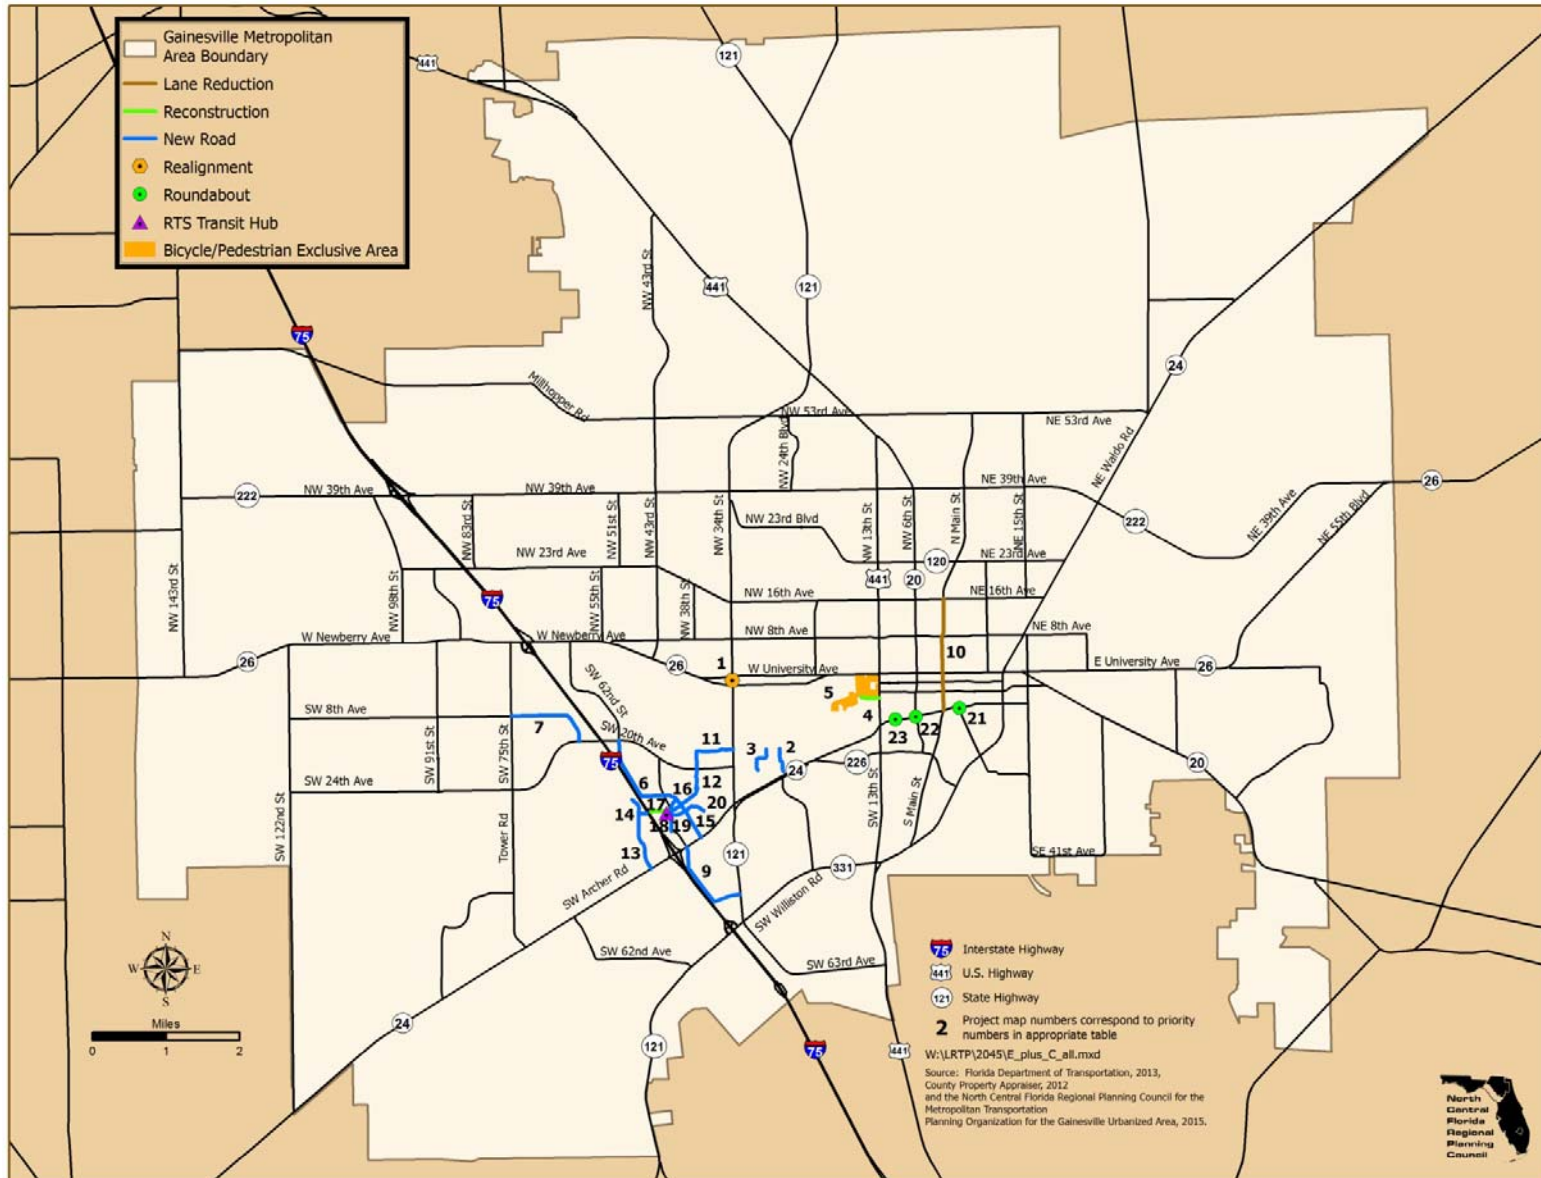 Gainesville Metropolitan
Area Boundary
Lane Reduction
Reconstruction
New Road
Realignment
Roundabout
RTS Transit Hub
Bicycle/Pedestrian Exclusive Area
441
121
75
NW 43rd St
441
121
24
Millhopper Rd
NW 53rd Ave
NE 53rd Ave
NW 24th Blvd
NE Waldo Rd
222
NW 39th Ave
NW 39th Ave
NE 39th Ave
26
NW 83rd St
NW 51st St
NW 43rd St
NW 34th St
NW 23rd Blvd
NW 13th St
NW 6th St
N Main St
NE 15th St
222
NE 39th Ave
NE 55th Blvd
NW 23rd Ave
120
NE 23rd Ave
NW 143rd St
NW 98th St
75
NW 55th St
NW 38th St
441
20
NW 16th Ave
NE 16th Ave
W Newberry Ave
W Newberry Ave
NW 8th Ave
NE 8th Ave
26
26
1
W University Ave
10
E University Ave
26
SW 62nd St
5
SW 8th Ave
7
4
23
22
21
SW 20th Ave
11
3
2
SW 91st St
SW 75th St
75
24
226
20
SW 24th Ave
6
16
12
17
20
14
18
19
15
SW 122nd St
Tower Rd
SW 13th St
S Main St
13
SW Archer Rd
9
121
331
SE 41st Ave
SW Williston Rd
SW 62nd Ave
SW 63rd Ave
N
W
E
S
Miles
0
1
2
24
121
75
441
75
Interstate Highway
441
U.S. Highway
121
State Highway
2
Project map numbers correspond to priority
numbers in appropriate table
W:\LRTP\2045\E_plus_C_all.mxd
Source: Florida Department of Transportation, 2013,
County Property Appraiser, 2012
and the North Central Florida Regional Planning Council for the
Metropolitan Transportation
Planning Organization for the Gainesville Urbanized Area, 2015.
North
Central
Florida
Regional
Planning
Council